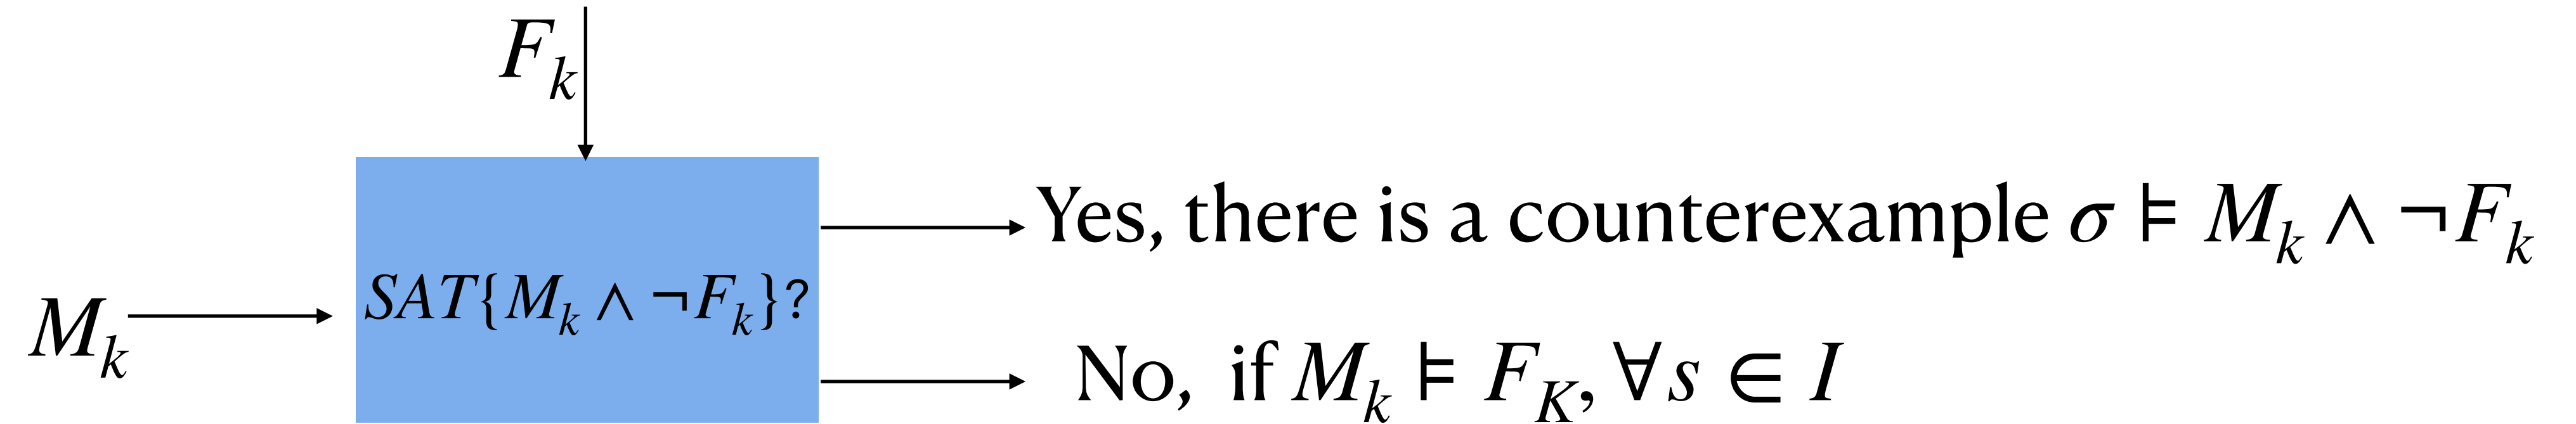 F_k
Yes, there is a counterexample σ ⊨ M_k ∧ ¬F_k
SAT{M_k ∧ ¬F_k}?
M_k
No, if M_k ⊨ F_K, ∀s ∈ I